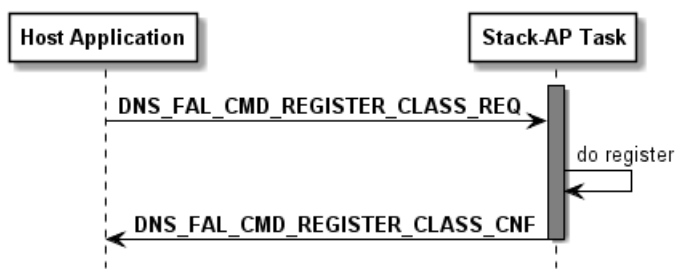 Host Application
Stack-AP Task
DNS_FAL_CMD_REGISTER_CLASS_REQ
do register
DNS_FAL_CMD_REGISTER_CLASS_CNF